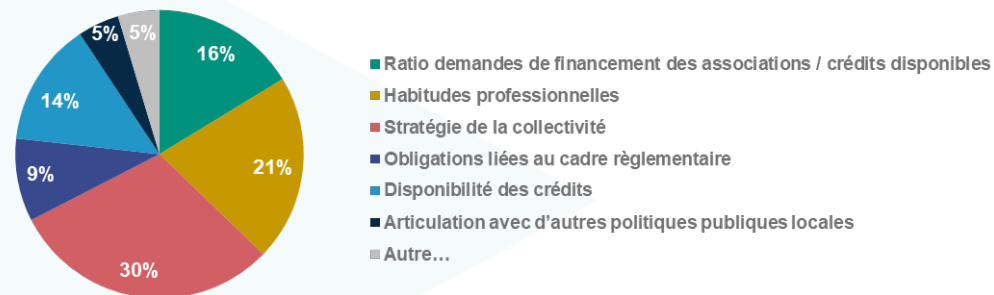 5%
5%
16%
14%
21%
9%
30%
Ratio demandes de financement des associations / crédits disponibles
Habitudes professionnelles
Stratégie de la collectivité
Obligations liées au cadre règlementaire
Disponibilité des crédits
Articulation avec d'autres politiques publiques locales
Autre…